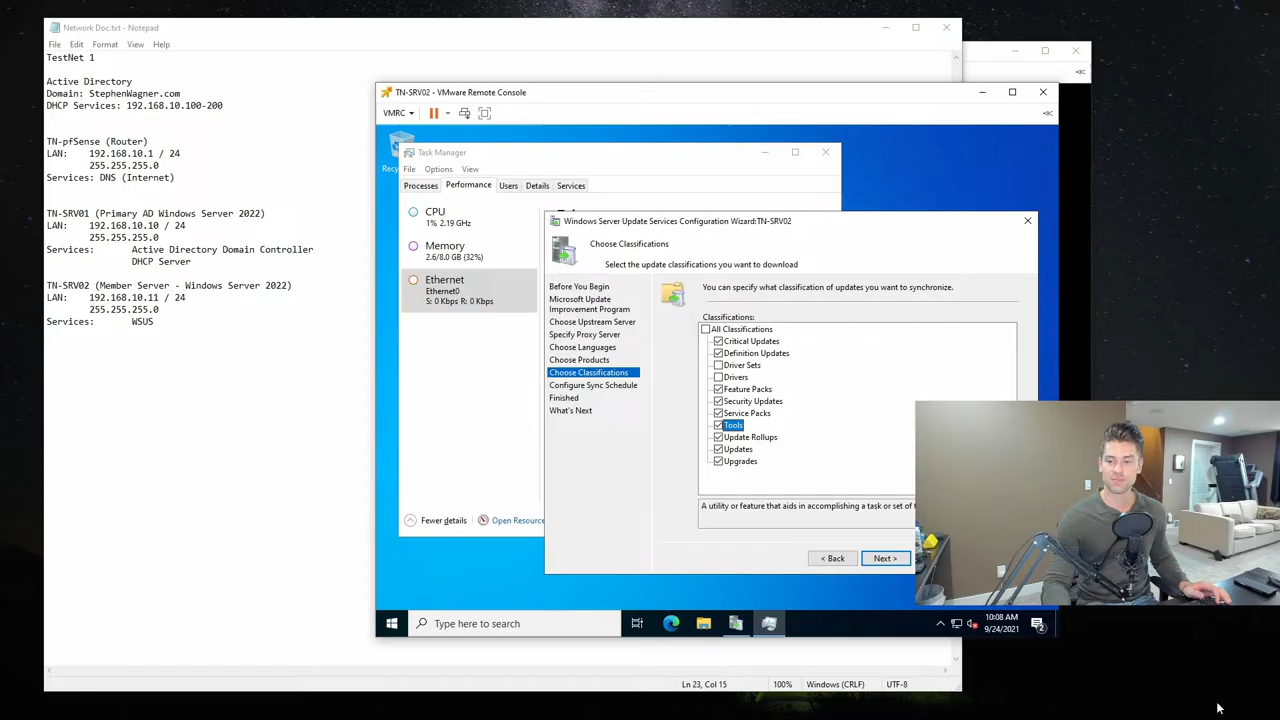 Network Doc.txt - Notepad
File Edit Format View Help
TestNet 1
Active Directory
Domain: StephenWagner.com
DHCP Services: 192.168.10.100-200
TN-pfSense (Router)
LAN: 192.168.10.1 / 24
255.255.255.0
Services: DNS (Internet)
TN-SRV01 (Primary AD Windows Server 2022)
LAN: 192.168.10.10 / 24
255.255.255.0
Services: Active Directory Domain Controller
DHCP Server
TN-SRV02 (Member Server - Windows Server 2022)
LAN: 192.168.10.11 / 24
255.255.255.0
Services: WSUS
Ln 23, Col 15 100% Windows (CRLF) UTF-8
TN-SRV02 - VMware Remote Console
VMRC
Task Manager
File Options View
Processes Performance Users Details Services
CPU
1% 2.19 GHz
Memory
2.6/8.0 GB (32%)
Ethernet
Ethernet0
S: 0 Kbps R: 0 Kbps
Fewer details Open Resource
Windows Server Update Services Configuration Wizard:TN-SRV02
Choose Classifications
Select the update classifications you want to download
Before You Begin
Microsoft Update
Improvement Program
Choose Upstream Server
Specify Proxy Server
Choose Languages
Choose Products
Choose Classifications
Configure Sync Schedule
Finished
What's Next
You can specify what classification of updates you want to synchronize.
Classifications:
All Classifications
Critical Updates
Definition Updates
Driver Sets
Drivers
Feature Packs
Security Updates
Service Packs
Tools
Update Rollups
Updates
Upgrades
A utility or feature that aids in accomplishing a task or set of
< Back Next >
Type here to search
10:08 AM
9/24/2021
2